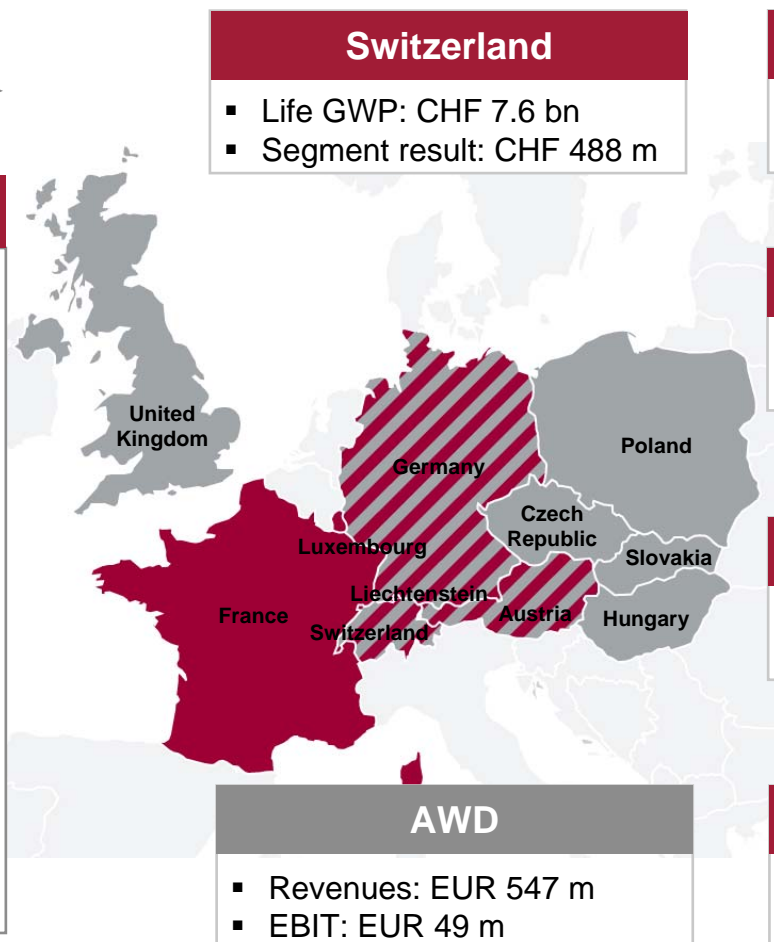 Switzerland
▪ Life GWP: CHF 7.6 bn
▪ Segment result: CHF 488 m
United
Kingdom
Germany
Poland
Czech
Republic
Luxembourg
Slovakia
Liechtenstein
France
Austria
Hungary
Switzerland
AWD
▪ Revenues: EUR 547 m
▪ EBIT: EUR 49 m